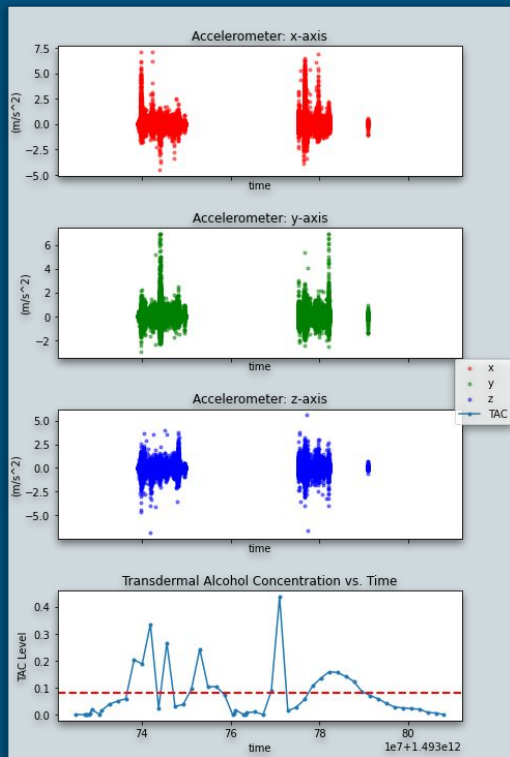 Accelerometer: x-axis
7.5
5.0
2.5
0.0
−2.5
−5.0
(m/s^2)
time
Accelerometer: y-axis
6
4
2
0
−2
(m/s^2)
time
x
y
z
TAC
Accelerometer: z-axis
5.0
2.5
0.0
−2.5
−5.0
(m/s^2)
time
Transdermal Alcohol Concentration vs. Time
0.4
0.3
0.2
0.1
0.0
TAC Level
74 76 78 80
time
1e7+1.493e12